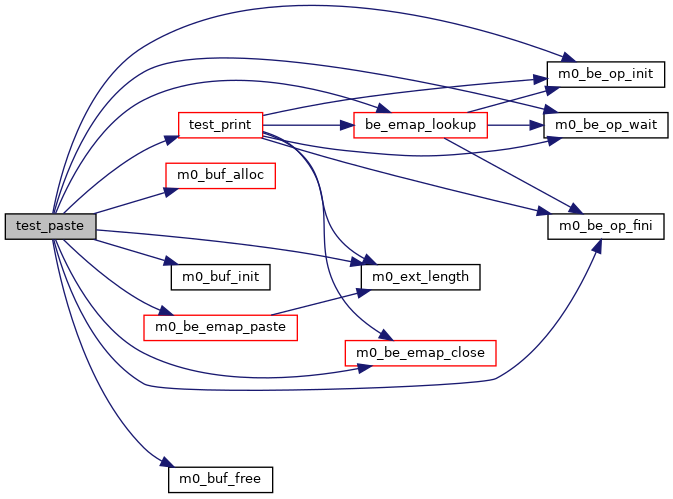 m0_be_op_init
test_print
be_emap_lookup
m0_be_op_wait
m0_buf_alloc
test_paste
m0_be_op_fini
m0_buf_init
m0_ext_length
m0_be_emap_paste
m0_be_emap_close
m0_buf_free